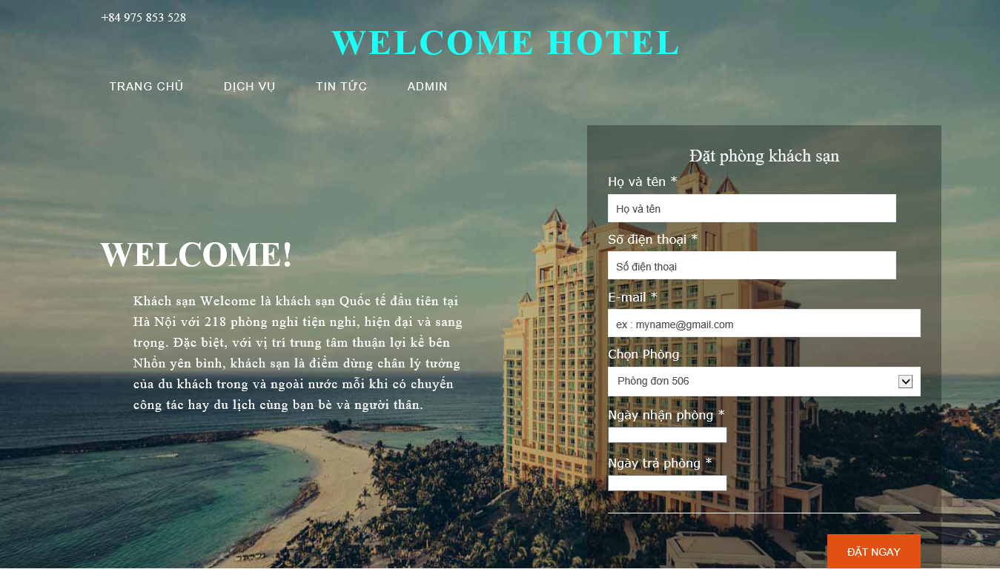 +84 975 853 528
WELCOME HOTEL
TRANG CHỦ
DỊCH VỤ
TIN TỨC
ADMIN
WELCOME!
Khách sạn Welcome là khách sạn Quốc tế đầu tiên tại
Hà Nội với 218 phòng nghỉ tiện nghi, hiện đại và sang
trọng. Đặc biệt, với vị trí trung tâm thuận lợi kề bên
Nhổn yên bình, khách sạn là điểm dừng chân lý tưởng
của du khách trong và ngoài nước mỗi khi có chuyến
công tác hay du lịch cùng bạn bè và người thân.
Đặt phòng khách sạn
Họ và tên *
Họ và tên
Số điện thoại *
Số điện thoại
E-mail *
ex : myname@gmail.com
Chọn Phòng
Phòng đơn 506
Ngày nhận phòng *
Ngày trả phòng *
ĐẶT NGAY